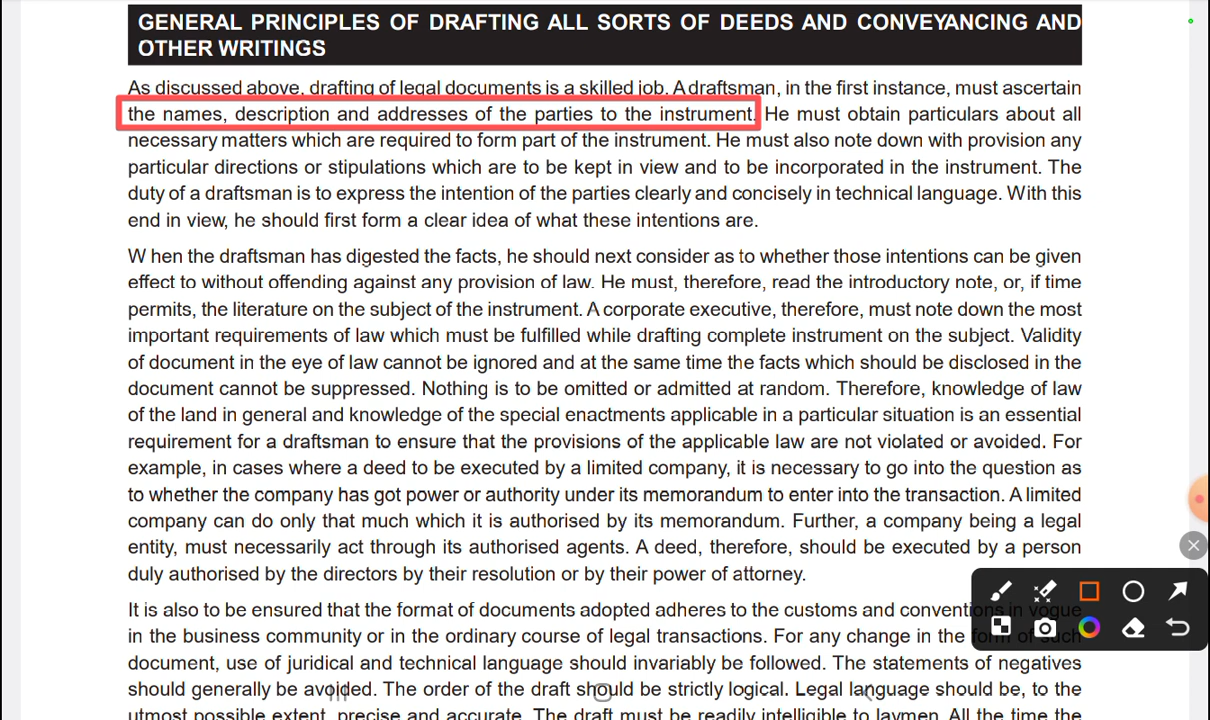 GENERAL PRINCIPLES OF DRAFTING ALL SORTS OF DEEDS AND CONVEYANCING AND
OTHER WRITINGS
As discussed above, drafting of legal documents is a skilled job. A draftsman, in the first instance, must ascertain
the names, description and addresses of the parties to the instrument. He must obtain particulars about all
necessary matters which are required to form part of the instrument. He must also note down with provision any
particular directions or stipulations which are to be kept in view and to be incorporated in the instrument. The
duty of a draftsman is to express the intention of the parties clearly and concisely in technical language. With this
end in view, he should first form a clear idea of what these intentions are.
W hen the draftsman has digested the facts, he should next consider as to whether those intentions can be given
effect to without offending against any provision of law. He must, therefore, read the introductory note, or, if time
permits, the literature on the subject of the instrument. A corporate executive, therefore, must note down the most
important requirements of law which must be fulfilled while drafting complete instrument on the subject. Validity
of document in the eye of law cannot be ignored and at the same time the facts which should be disclosed in the
document cannot be suppressed. Nothing is to be omitted or admitted at random. Therefore, knowledge of law
of the land in general and knowledge of the special enactments applicable in a particular situation is an essential
requirement for a draftsman to ensure that the provisions of the applicable law are not violated or avoided. For
example, in cases where a deed to be executed by a limited company, it is necessary to go into the question as
to whether the company has got power or authority under its memorandum to enter into the transaction. A limited
company can do only that much which it is authorised by its memorandum. Further, a company being a legal
entity, must necessarily act through its authorised agents. A deed, therefore, should be executed by a person
duly authorised by the directors by their resolution or by their power of attorney.
It is also to be ensured that the format of documents adopted adheres to the customs and conventions in vogue
in the business community or in the ordinary course of legal transactions. For any change in the form of such
document, use of juridical and technical language should invariably be followed. The statements of negatives
should generally be avoided. The order of the draft should be strictly logical. Legal language should be, to the
utmost possible extent, precise and accurate. The draft must be readily intelligible to laymen. All the time the